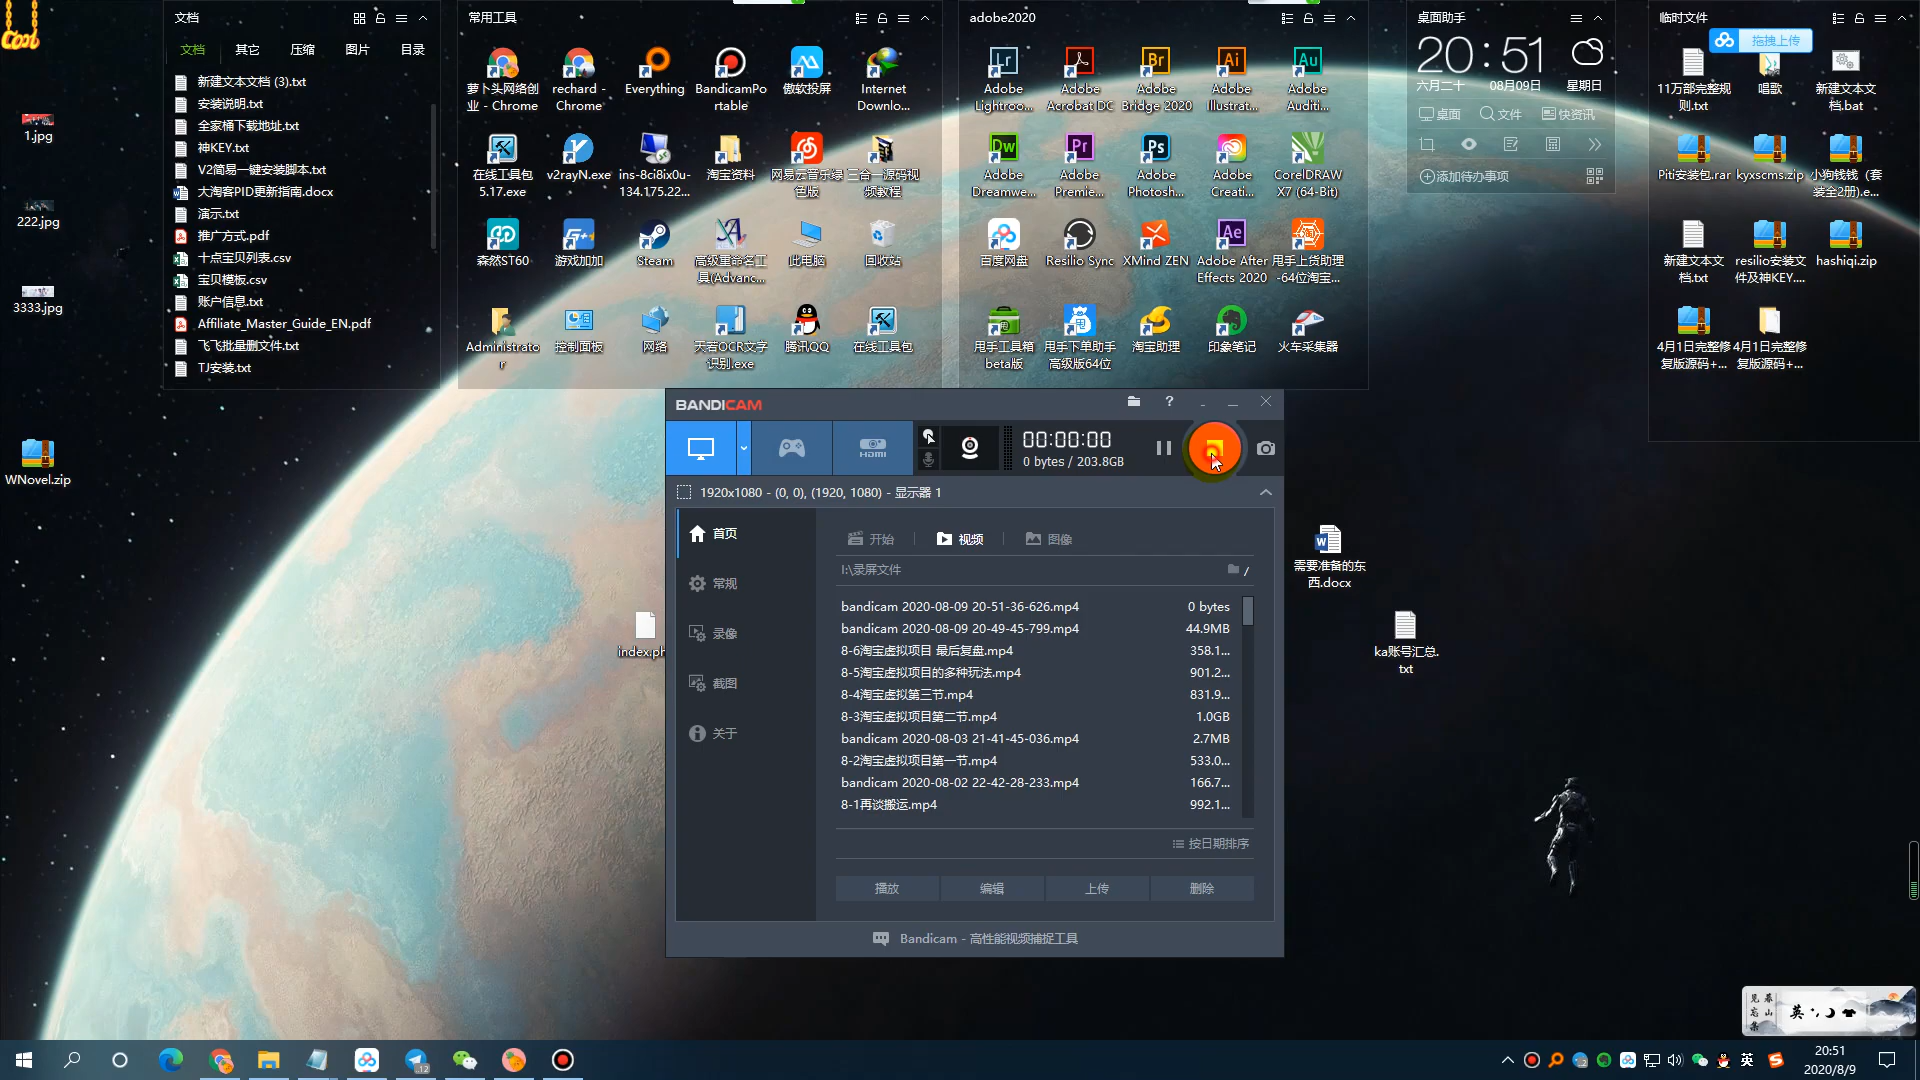 Cool
1.jpg
222.jpg
3333.jpg
WNovel.zip
文档
文档 其它 压缩 图片 目录
新建文本文档 (3).txt
安装说明.txt
全家桶下载地址.txt
神KEY.txt
V2简易一键安装脚本.txt
大淘客PID更新指南.docx
演示.txt
推广方式.pdf
十点宝贝列表.csv
宝贝模板.csv
账户信息.txt
Affiliate_Master_Guide_EN.pdf
飞飞批量删文件.txt
TJ安装.txt
常用工具
萝卜头网络创业 - Chrome
rechard - Chrome
Everything
BandicamPortable
傲软投屏
Internet Downlo...
在线工具包5.17.exe
v2rayN.exe
ins-8ci8ix0u-134.175.22...
淘宝资料
网易云音乐绿色版
三合一源码视频教程
森然ST60
游戏加加
Steam
高级重命名工具(Advanc...
此电脑
回收站
Administrator
控制面板
网络
天若OCR文字识别.exe
腾讯QQ
在线工具包
adobe2020
Adobe Lightroo...
Adobe Acrobat DC
Adobe Bridge 2020
Adobe Illustrat...
Adobe Auditi...
Adobe Dreamwe...
Adobe Premie...
Adobe Photosh...
Adobe Creati...
CorelDRAW X7 (64-Bit)
百度网盘
Resilio Sync
XMind ZEN
Adobe After Effects 2020
甩手上货助理-64位淘宝...
甩手工具箱beta版
甩手下单助手高级版64位
淘宝助理
印象笔记
火车采集器
桌面助手
20:51
六月二十 08月09日 星期日
桌面 文件 快资讯
添加待办事项
临时文件
拖拽上传
11万部完整规则.txt
唱歌
新建文本文档.bat
Piti安装包.rar
kyxscms.zip
小狗钱钱（套装全2册).e...
新建文本文档.txt
resilio安装文件及神KEY....
hashiqi.zip
4月1日完整修复版源码+...
4月1日完整修复版源码+...
index.ph
需要准备的东西.docx
ka账号汇总.txt
BANDICAM
HDMI
00:00:00
0 bytes / 203.8GB
1920x1080 - (0, 0), (1920, 1080) - 显示器 1
首页
常规
录像
截图
关于
开始 视频 图像
I:\录屏文件
bandicam 2020-08-09 20-51-36-626.mp4 0 bytes
bandicam 2020-08-09 20-49-45-799.mp4 44.9MB
8-6淘宝虚拟项目 最后复盘.mp4 358.1...
8-5淘宝虚拟项目的多种玩法.mp4 901.2...
8-4淘宝虚拟第三节.mp4 831.9...
8-3淘宝虚拟项目第二节.mp4 1.0GB
bandicam 2020-08-03 21-41-45-036.mp4 2.7MB
8-2淘宝虚拟项目第一节.mp4 533.0...
bandicam 2020-08-02 22-42-28-233.mp4 166.7...
8-1再谈搬运.mp4 992.1...
按日期排序
播放 编辑 上传 删除
Bandicam - 高性能视频捕捉工具
英
12
英
20:51
2020/8/9